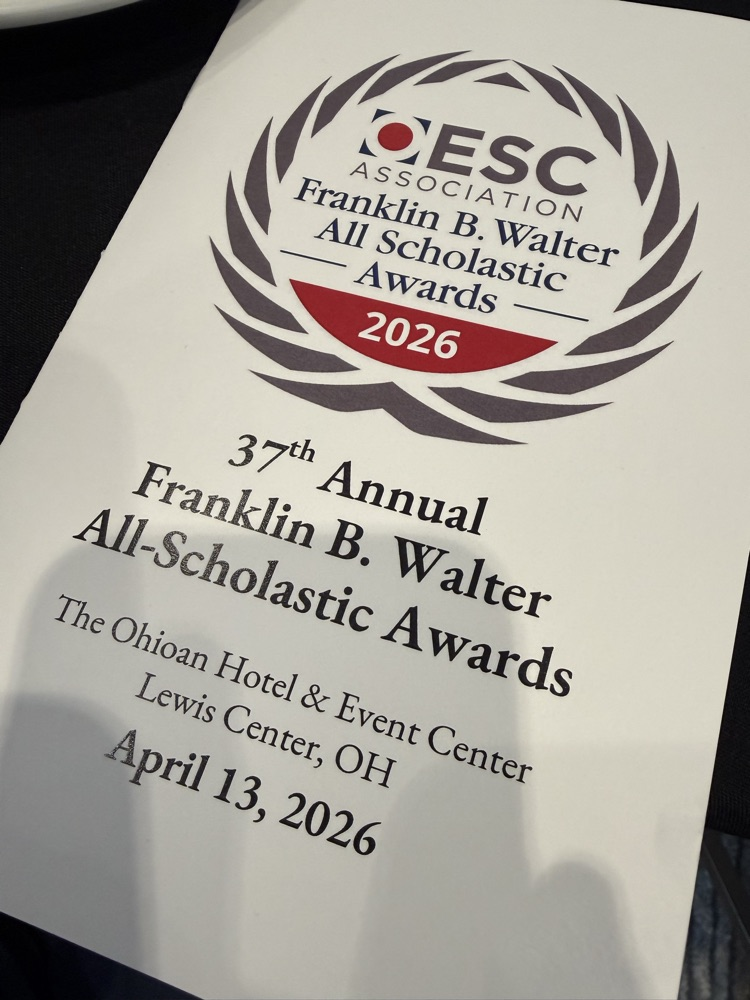 OESC
ASSOCIATION
Franklin B. Walter
All Scholastic
Awards
2026
37th Annual
Franklin B. Walter
All-Scholastic Awards
The Ohioan Hotel & Event Center
Lewis Center, OH
April 13, 2026